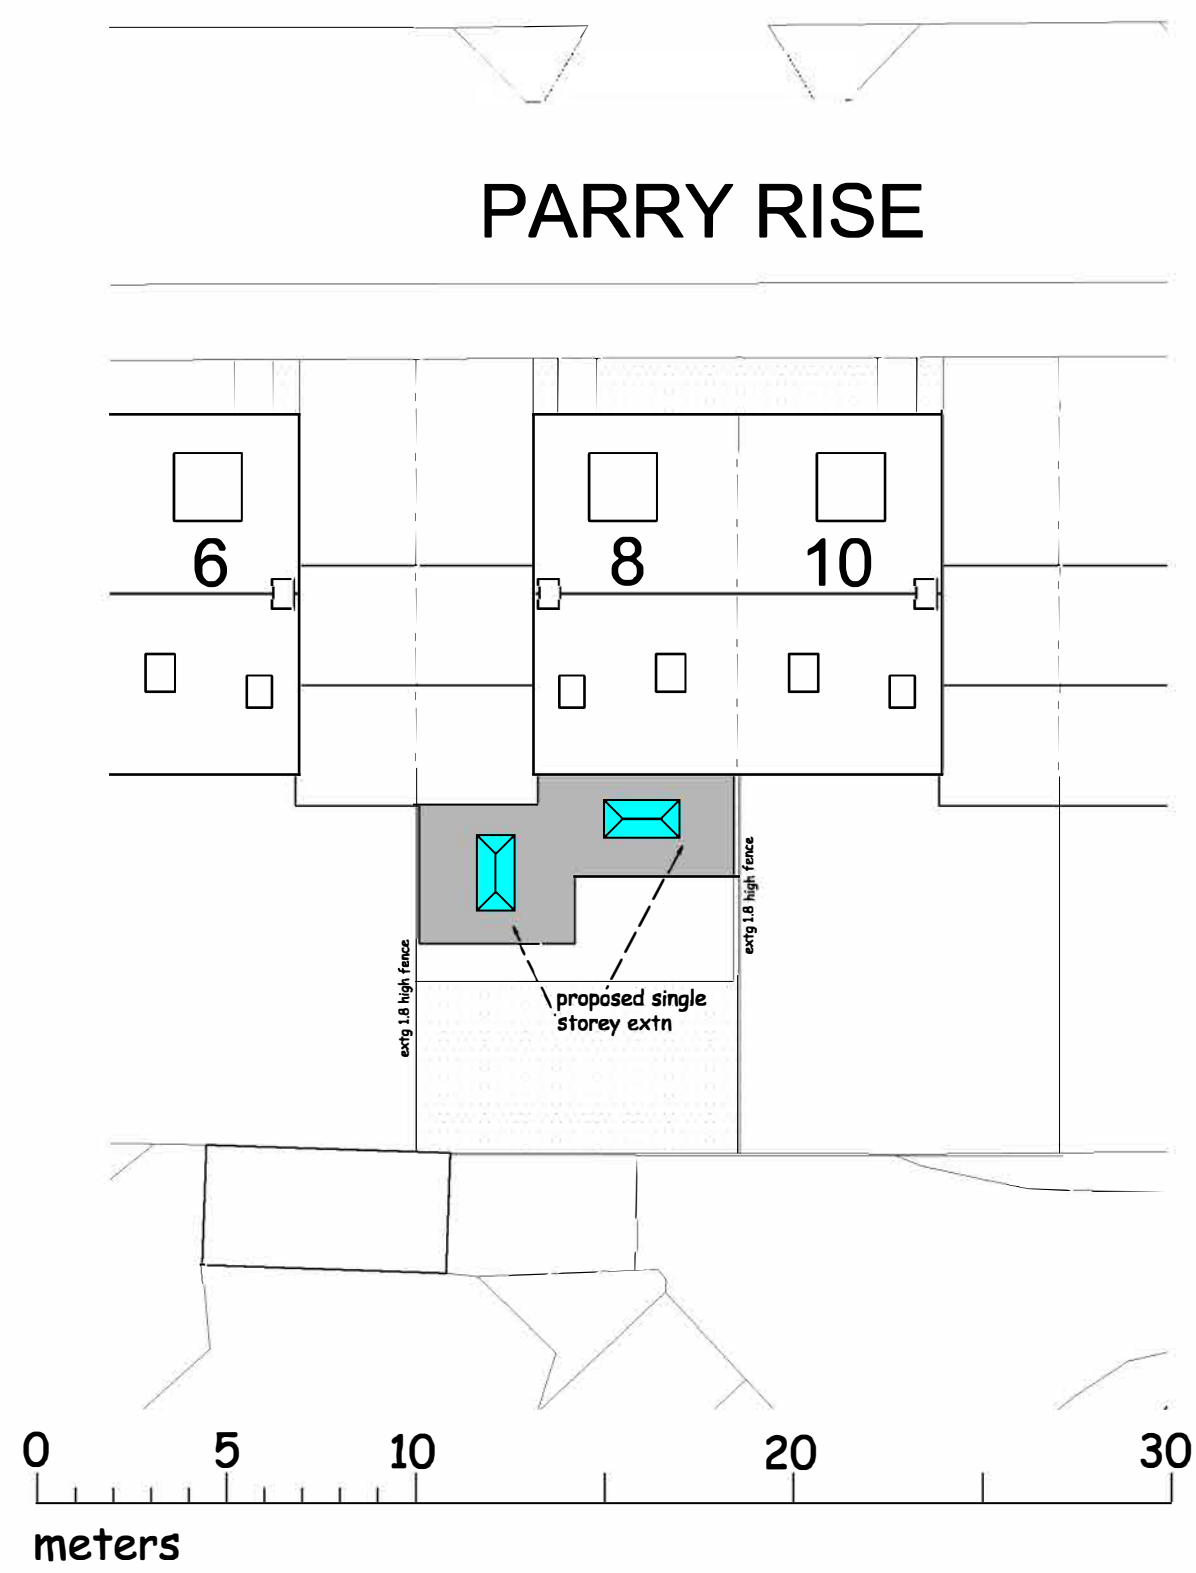 PARRY RISE
6
8
10
extg 1.8 high fence
extg 1.8 high fence
proposed single
storey extn
0 5 10 20 30
meters